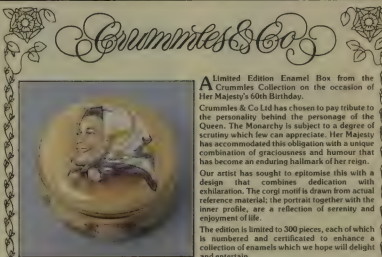 Crummles & Co
A Limited Edition Enamel Box from the
Crummles Collection on the occasion of
Her Majesty's 60th Birthday.
Crummles & Co Ltd has chosen to pay tribute to
the personality behind the personage of the
Queen. The Monarchy is subject to a degree of
scrutiny which few can appreciate. Her Majesty
has accommodated this obligation with a unique
combination of graciousness and humour that
has become an enduring hallmark of her reign.
Our artist has sought to epitomise this with a
design that combines dedication with
exhilaration. The corgi motif is drawn from actual
reference material; the portrait together with the
inner profile, are a reflection of serenity and
enjoyment of life.
The edition is limited to 300 pieces, each of which
is numbered and certificated to enhance a
collection of enamels which we hope will delight
and entertain.